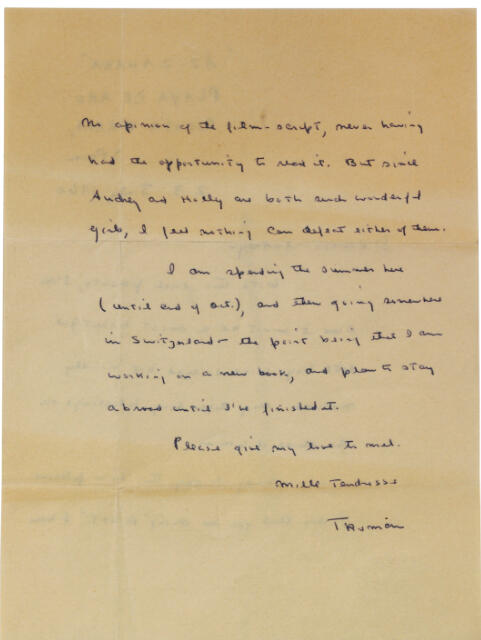 no opinion of the film-script, never having
had the opportunity to read it. But since
Audrey and Holly are both such wonderful
girls, I feel nothing can defeat either of them.
I am spending the summer here
(until end of Oct.), and then going somewhere
in Switzerland - the point being that I am
working on a new book, and plan to stay
abroad until I've finished it.
Please give my love to mel.
Mille Tendresse
Truman